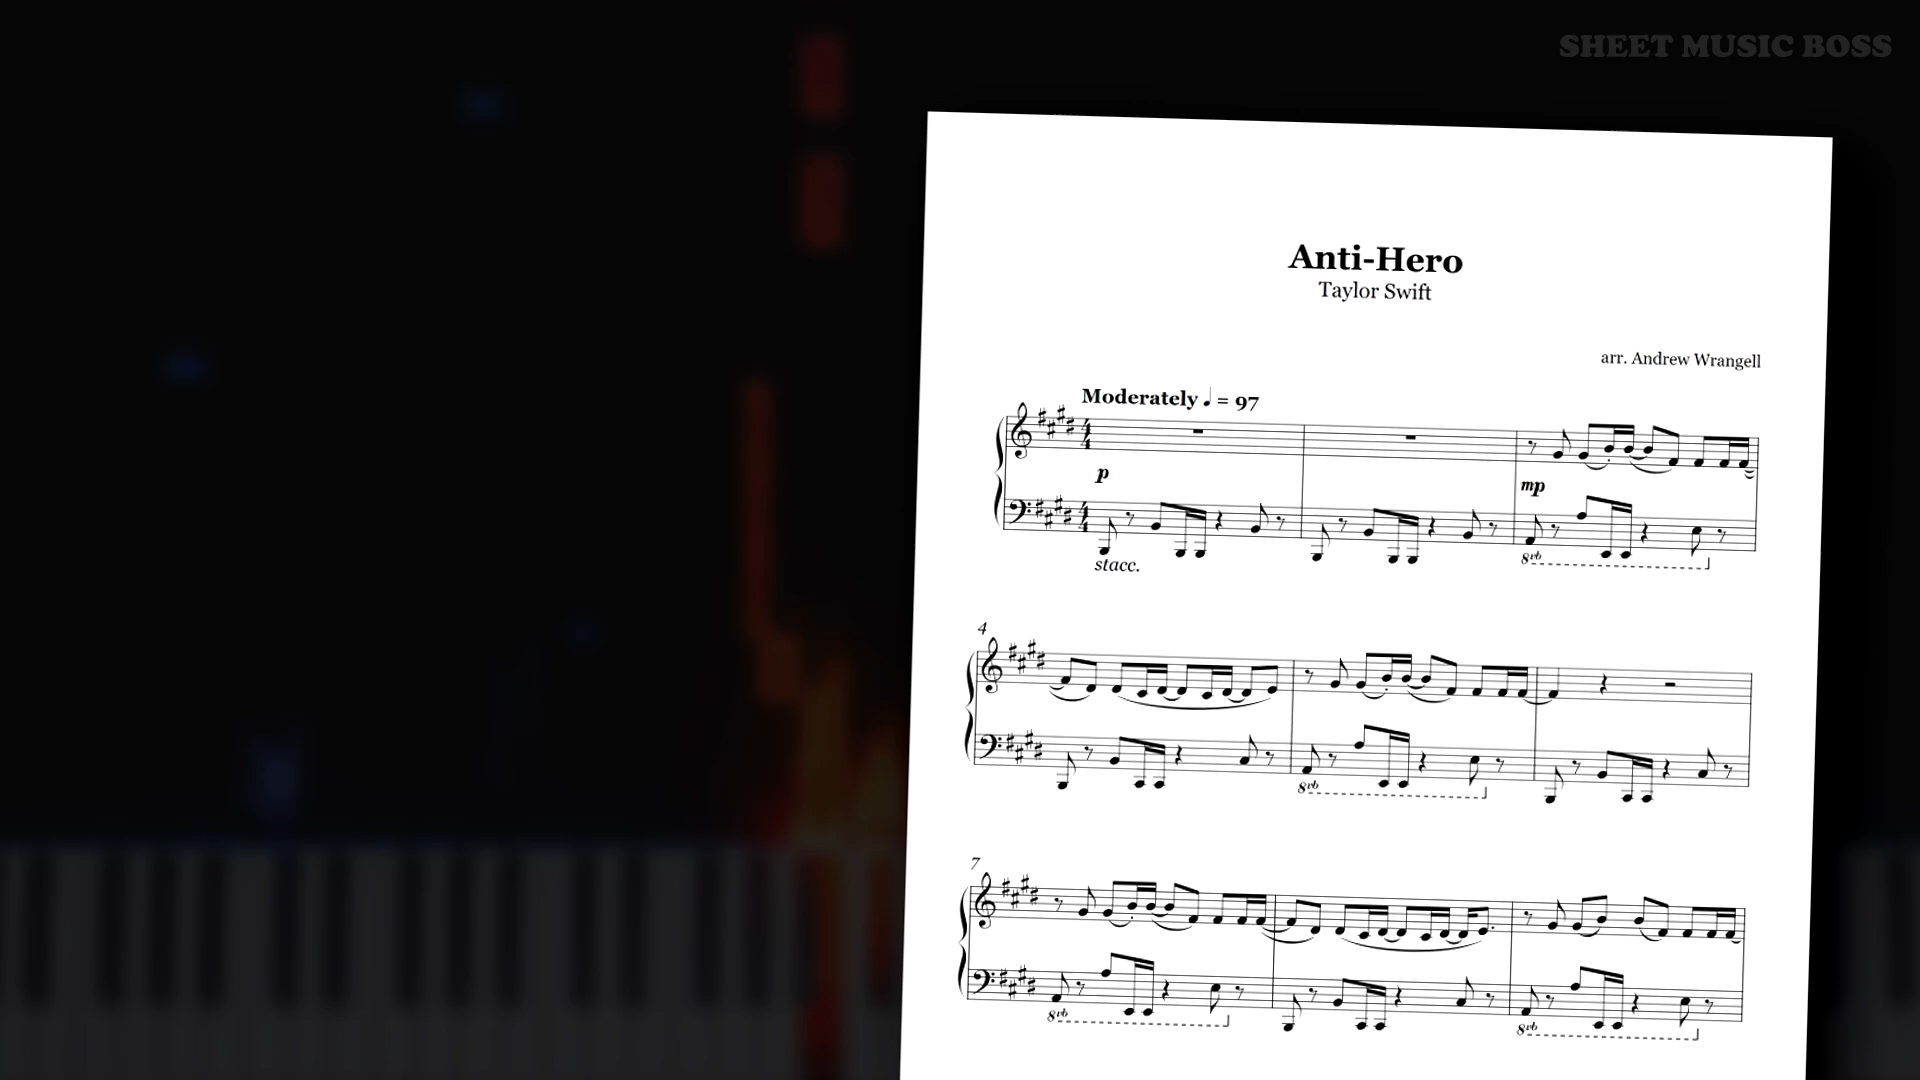 SHEET MUSIC BOSS
Anti-Hero
Taylor Swift
arr. Andrew Wrangell
Moderately ♩ = 97
p
mp
stacc.
8vb
4
8vb
7
8vb
8vb